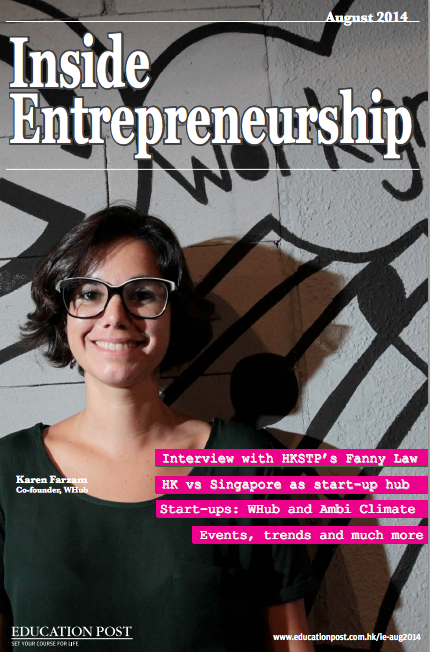 August 2014
Inside
Entrepreneurship
Workign
Karen Farzam
Co-founder, WHub
Interview with HKSTP's Fanny Law
HK vs Singapore as start-up hub
Start-ups: WHub and Ambi Climate
Events, trends and much more
EDUCATION POST
SET YOUR COURSE FOR LIFE
www.educationpost.com.hk/ie-aug2014